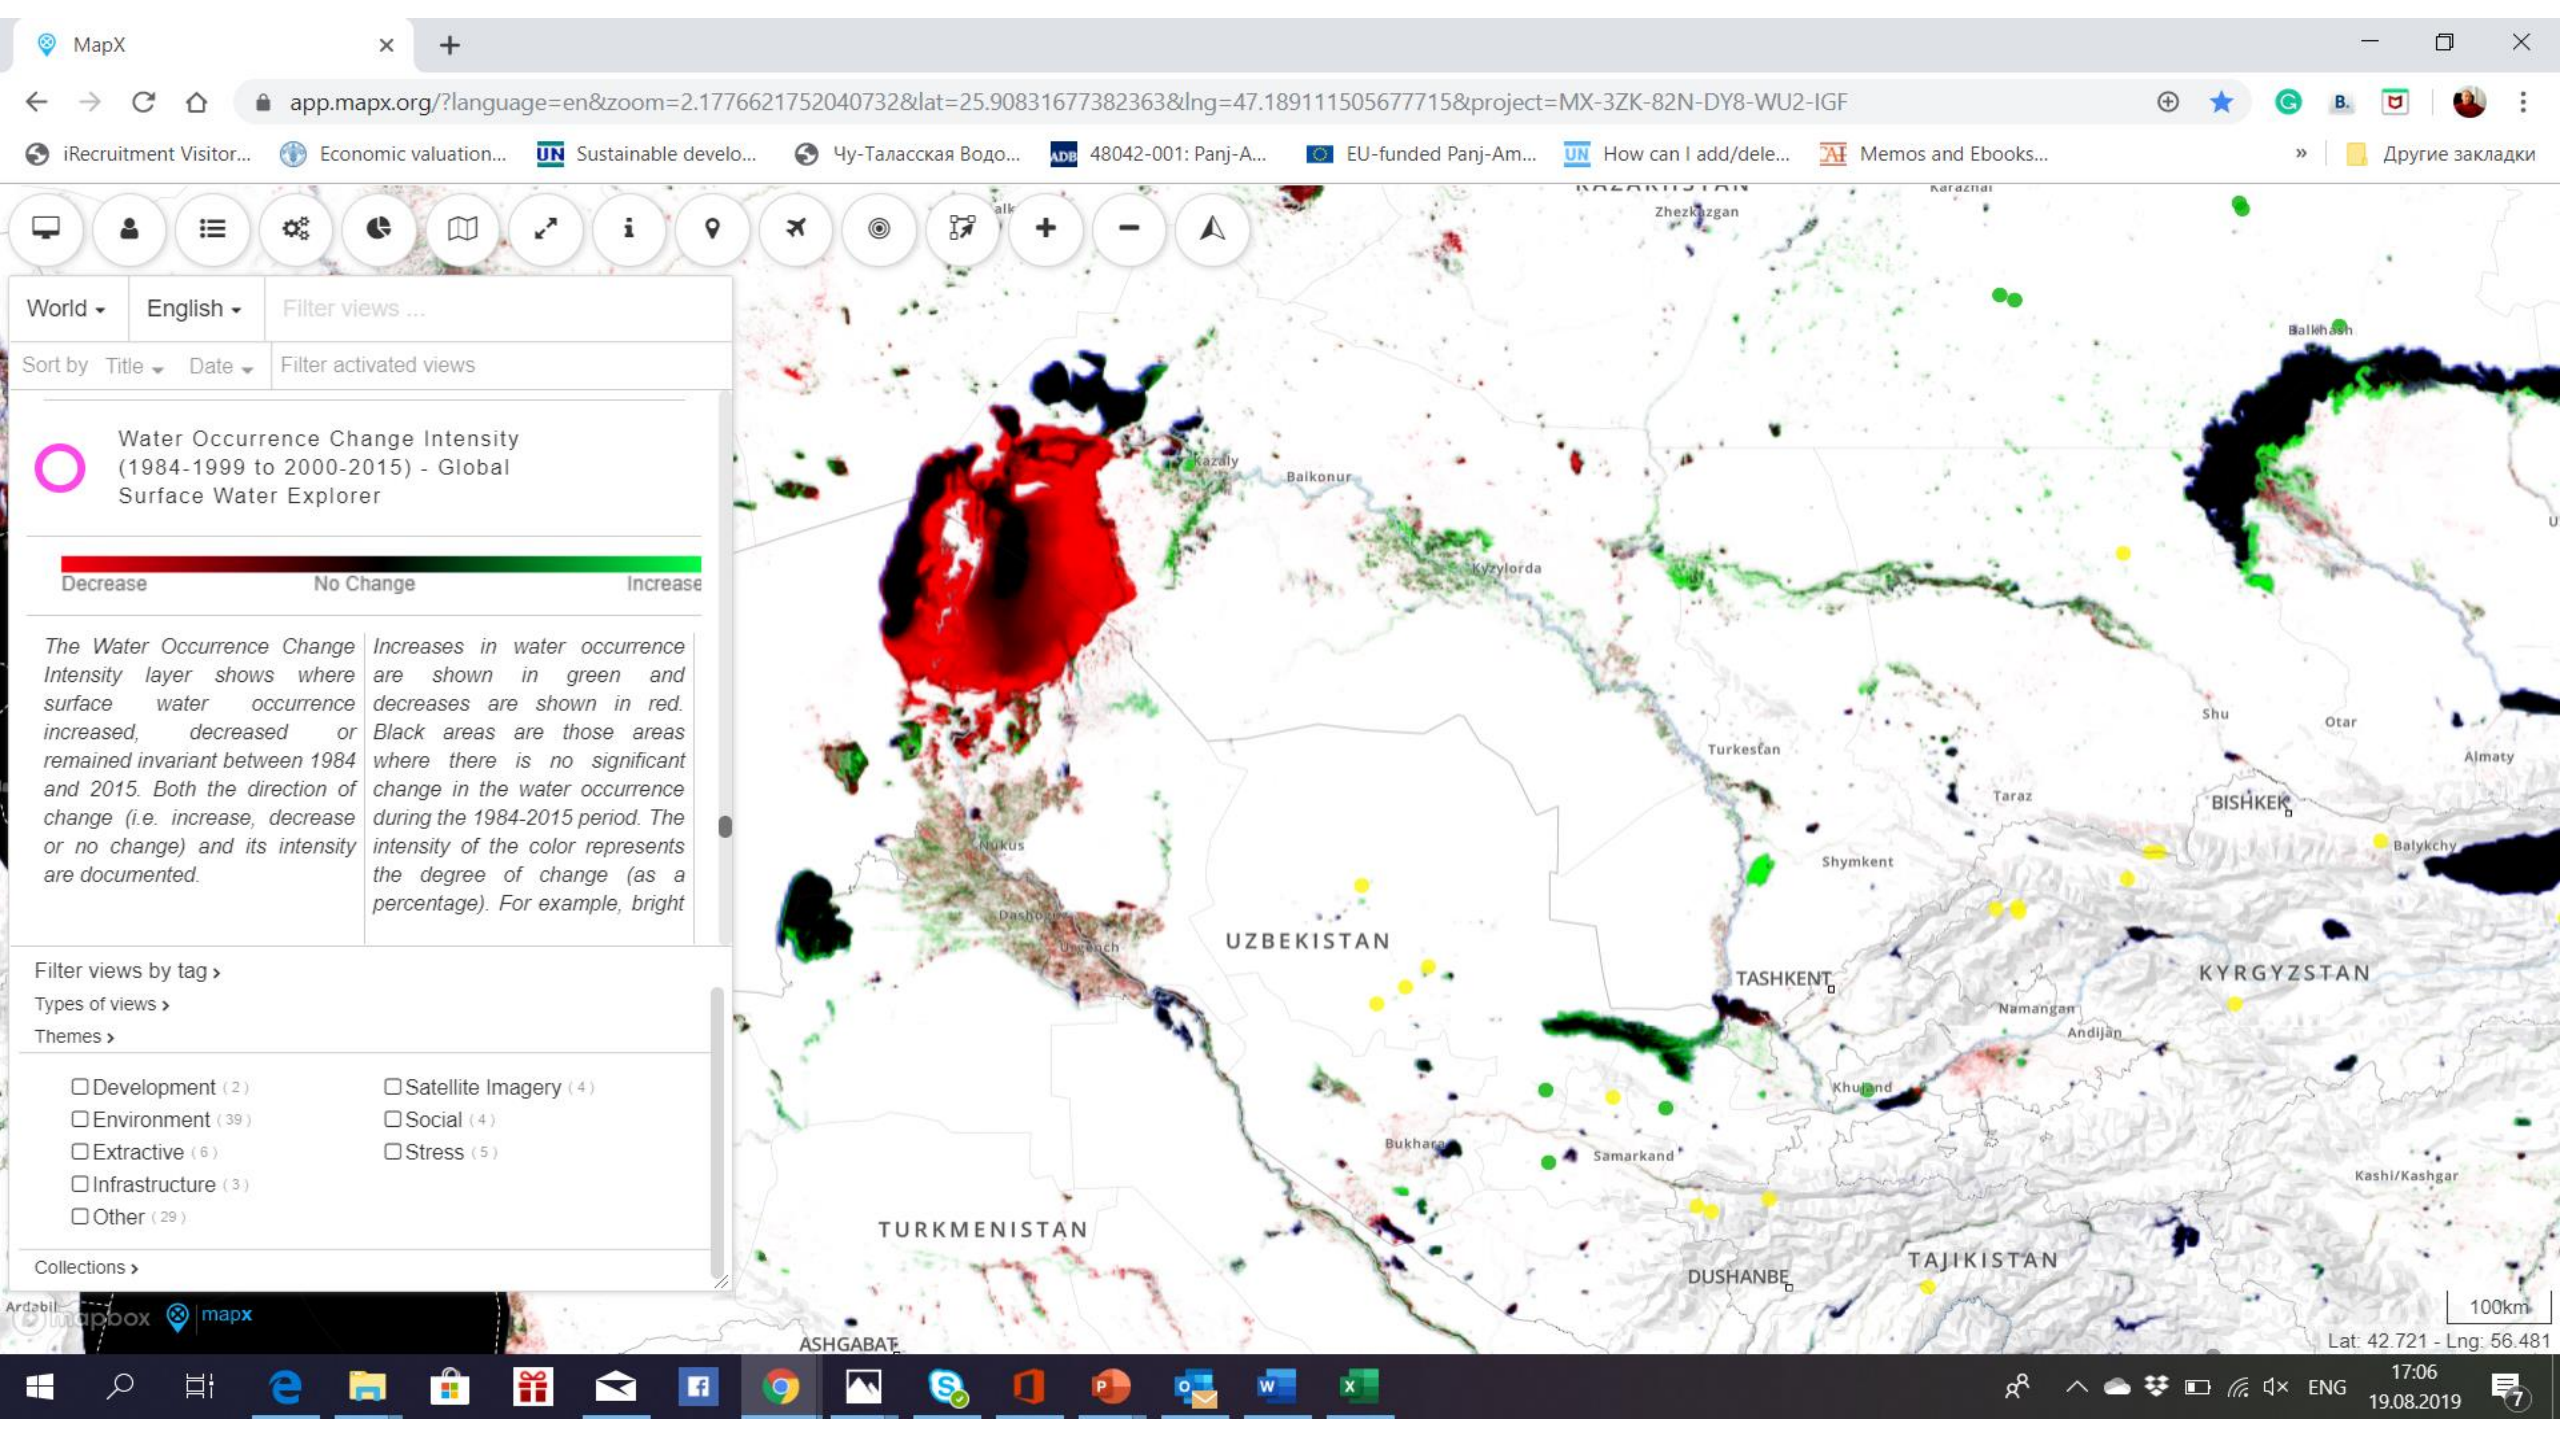 MapX
app.mapx.org/?language=en&zoom=2.1776621752040732&lat=25.90831677382363&lng=47.189111505677715&project=MX-3ZK-82N-DY8-WU2-IGF
B.
iRecruitment Visitor...
Economic valuation...
UN
Sustainable develo...
Чу-Таласская Водо...
ADB
48042-001: Panj-A...
EU-funded Panj-Am...
UN
How can I add/dele...
Memos and Ebooks...
»
Другие закладки
KAZAKHSTAN
Karazhal
Zhezkazgan
World
English
Filter views ...
Sort by
Title
Date
Filter activated views
Balkhash
Water Occurrence Change Intensity
(1984-1999 to 2000-2015) - Global
Surface Water Explorer
Kazaly
Baikonur
Kyzylorda
Decrease
No Change
Increase
The Water Occurrence Change
Intensity layer shows where
surface water occurrence
increased, decreased or
remained invariant between 1984
and 2015. Both the direction of
change (i.e. increase, decrease
or no change) and its intensity
are documented.
Increases in water occurrence
are shown in green and
decreases are shown in red.
Black areas are those areas
where there is no significant
change in the water occurrence
during the 1984-2015 period. The
intensity of the color represents
the degree of change (as a
percentage). For example, bright
Shu
Otar
Turkestan
Almaty
Taraz
BISHKEK
Nukus
Balykchy
Shymkent
Dashoguz
Urgench
UZBEKISTAN
TASHKENT
KYRGYZSTAN
Namangan
Andijan
Filter views by tag ›
Types of views ›
Themes ›
Development (2)
Environment (39)
Extractive (6)
Infrastructure (3)
Other (29)
Satellite Imagery (4)
Social (4)
Stress (5)
Khujand
Bukhara
Samarkand
Kashi/Kashgar
TURKMENISTAN
TAJIKISTAN
DUSHANBE
Collections ›
Ardabil
mapbox
mapx
100km
ASHGABAT
Lat: 42.721 - Lng: 56.481
ENG
17:06
19.08.2019
7